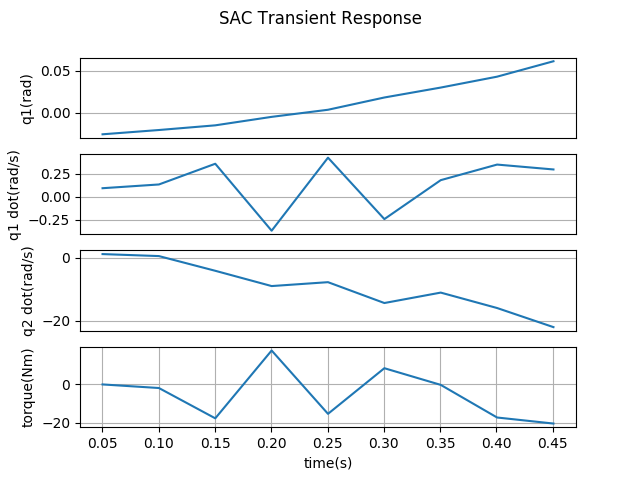 SAC Transient Response
0.05
0.00
q1(rad)
0.25
0.00
−0.25
q1 dot(rad/s)
0
−20
q2 dot(rad/s)
0
−20
torque(Nm)
0.05 0.10 0.15 0.20 0.25 0.30 0.35 0.40 0.45
time(s)